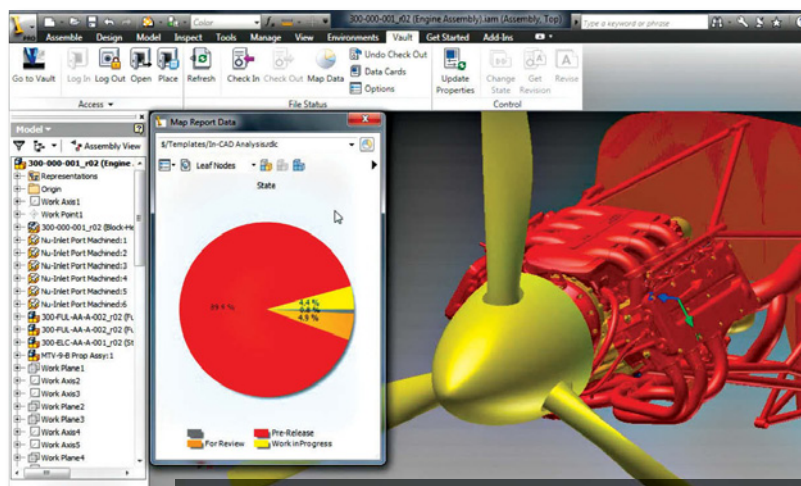 Color
300-000-001_r02 (Engine Assembly).iam (Assembly, Top)
Type a keyword or phrase
PRO
Assemble Design Model Inspect Tools Manage View Environments Vault Get Started Add-Ins
Go to Vault
Log In
Log Out
Open
Place
Refresh
Check In
Check Out
Map Data
Undo Check Out
Data Cards
Options
Update Properties
Change State
Get Revision
Revise
Access
File Status
Control
Model
Assembly View
300-000-001_r02 (Engine
Representations
Origin
Work Axis1
Work Point1
300-000-001_r02 (Block-He
Nu-Inlet Port Machined:1
Nu-Inlet Port Machined:2
Nu-Inlet Port Machined:3
Nu-Inlet Port Machined:4
Nu-Inlet Port Machined:5
Nu-Inlet Port Machined:6
300-FUL-AA-A-002_r02 (Fu
300-FUL-AA-A-002_r02 (Fu
300-ELC-AA-A-001_r02 (St
MTV-9-B Prop Assy:1
Work Plane1
Work Axis2
Work Axis3
Work Plane2
Work Plane3
Work Axis4
Work Axis5
Work Plane4
Map Report Data
$/Templates/In-CAD Analysis.rdlc
Leaf Nodes
State
4.4 %
4.9 %
Pre-Release
For Review
Work in Progress